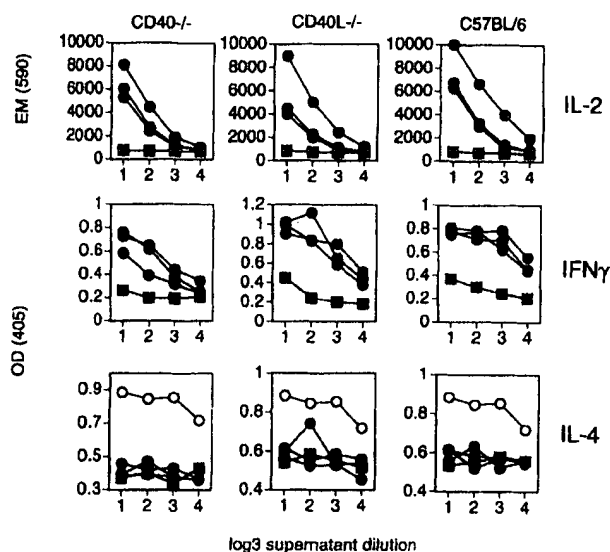 CD40-/- CD40L-/- C57BL/6
EM (590)
10000 10000 10000
8000 8000 8000
6000 6000 6000
4000 4000 4000
2000 2000 2000
0 0 0
1 2 3 4 1 2 3 4 1 2 3 4
IL-2
OD (405)
1 1,2 1
0.8 1 0.8
0.6 0.8 0.6
0.4 0.6 0.4
0.2 0.4 0.2
0 0.2 0
0
1 2 3 4 1 2 3 4 1 2 3 4
IFNγ
0.9 1 1
0.7 0.8 0.8
0.5 0.6 0.6
0.3 0.4 0.4
1 2 3 4 1 2 3 4 1 2 3 4
IL-4
log3 supernatant dilution